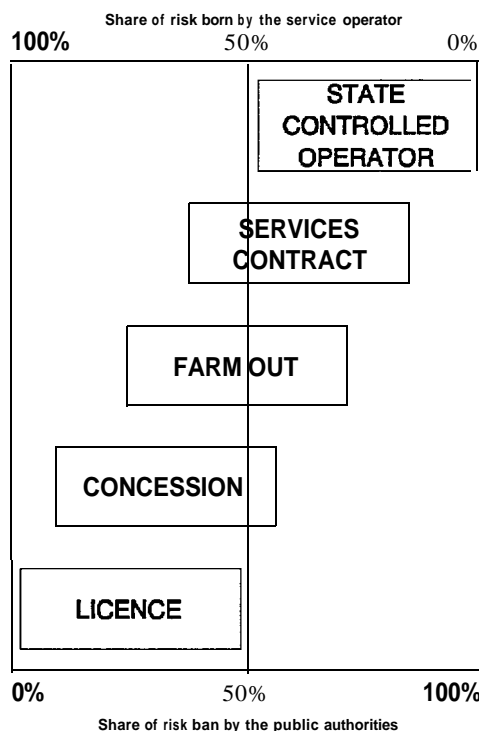 Share of risk born by the service operator
100% 50% 0%
STATE
CONTROLLED
OPERATOR
SERVICES
CONTRACT
FARM OUT
CONCESSION
LICENCE
0% 50% 100%
Share of risk ban by the public authorities